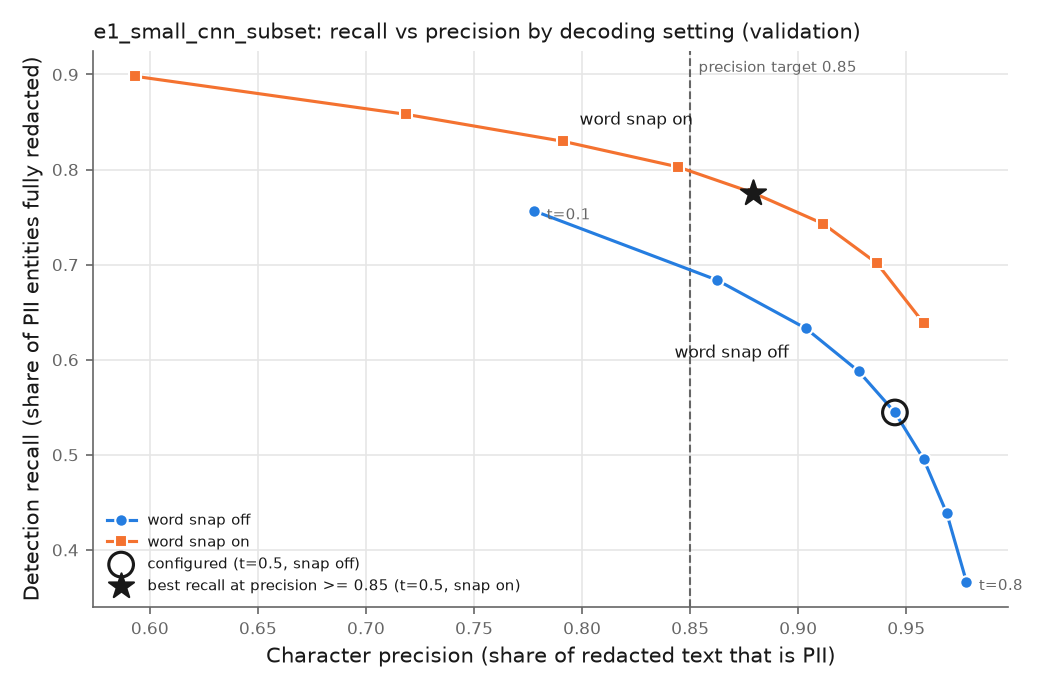 e1_small_cnn_subset: recall vs precision by decoding setting (validation)
Detection recall (share of PII entities fully redacted)
0.9
0.8
0.7
0.6
0.5
0.4
precision target 0.85
word snap on
t=0.1
word snap off
t=0.8
word snap off
word snap on
configured (t=0.5, snap off)
best recall at precision >= 0.85 (t=0.5, snap on)
0.60 0.65 0.70 0.75 0.80 0.85 0.90 0.95
Character precision (share of redacted text that is PII)